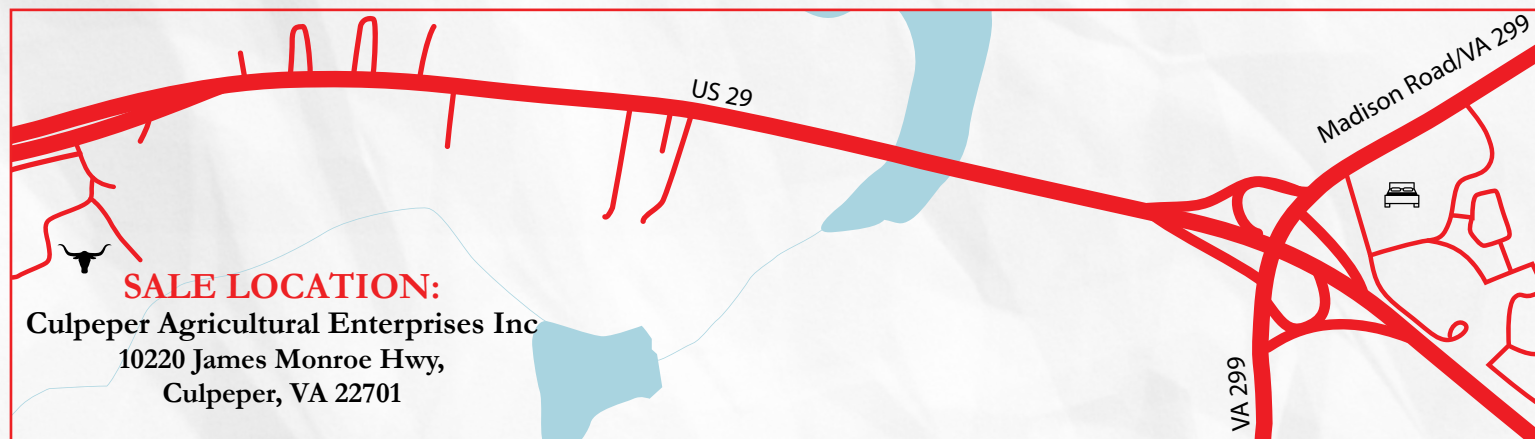 US 29
Madison Road/VA 299
SALE LOCATION:
Culpeper Agricultural Enterprises Inc
10220 James Monroe Hwy,
Culpeper, VA 22701
VA 299